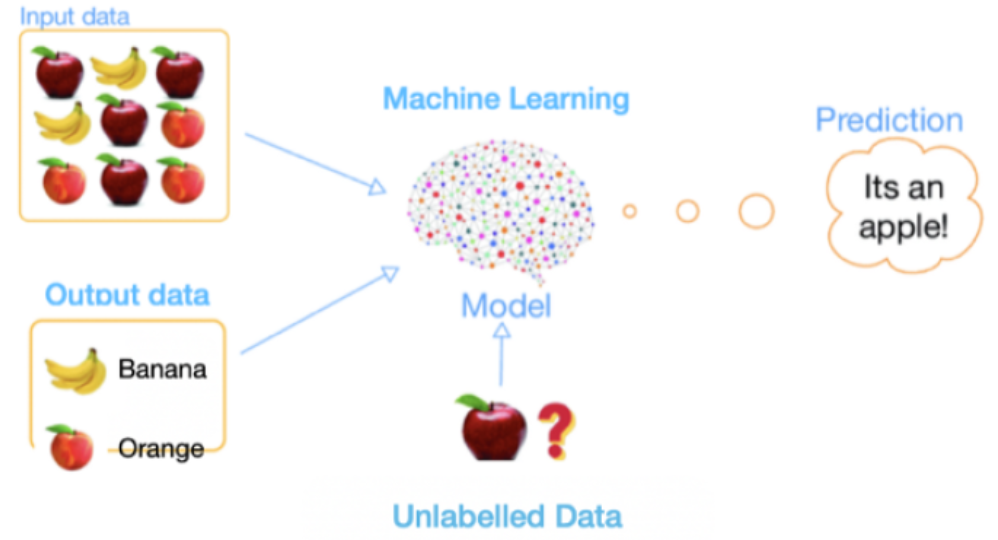 Input data
Machine Learning
Prediction
Its an
apple!
Output data
Banana
Orange
Model
?
Unlabelled Data